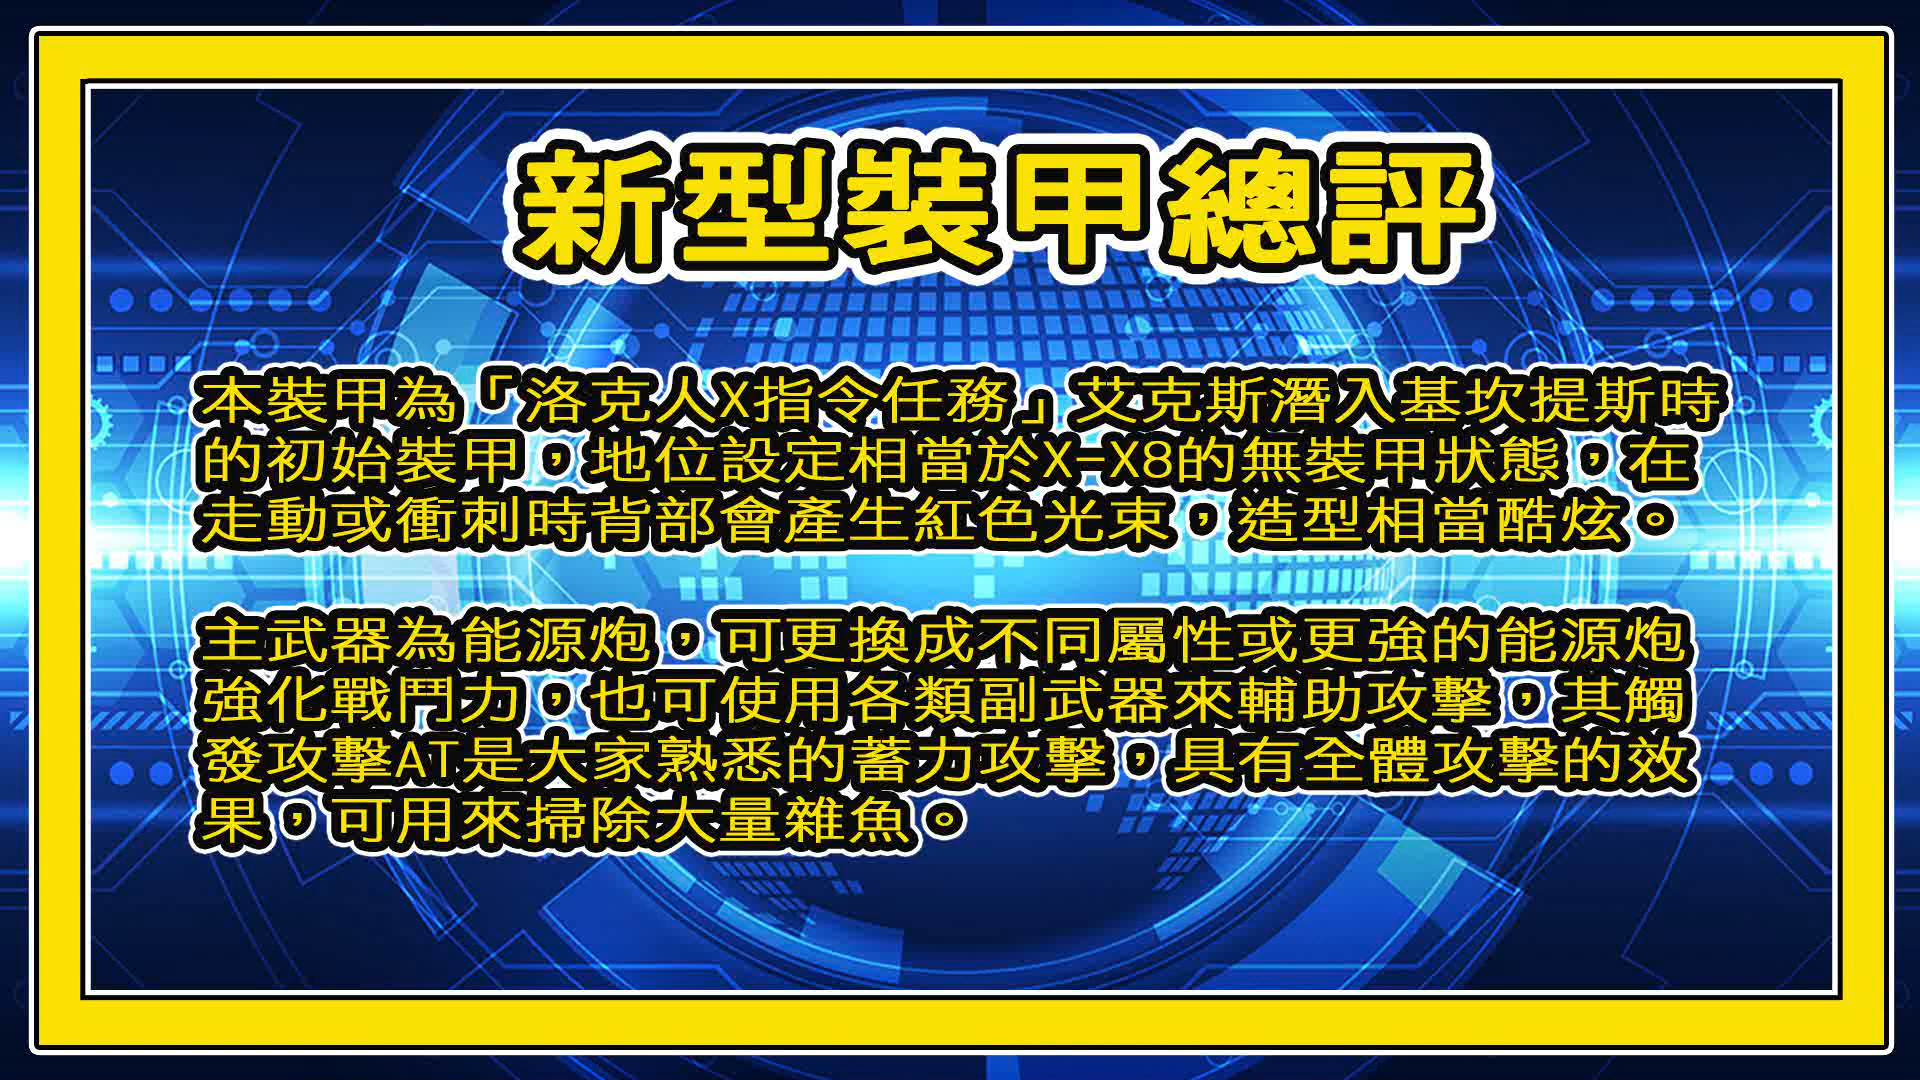 新型裝甲總評
本裝甲為「洛克人X指令任務」艾克斯潛入基坎提斯時
的初始裝甲，地位設定相當於X-X8的無裝甲狀態，在
走動或衝刺時背部會產生紅色光束，造型相當酷炫。
主武器為能源炮，可更換成不同屬性或更強的能源炮
強化戰鬥力，也可使用各類副武器來輔助攻擊，其觸
發攻擊AT是大家熟悉的蓄力攻擊，具有全體攻擊的效
果，可用來掃除大量雜魚。